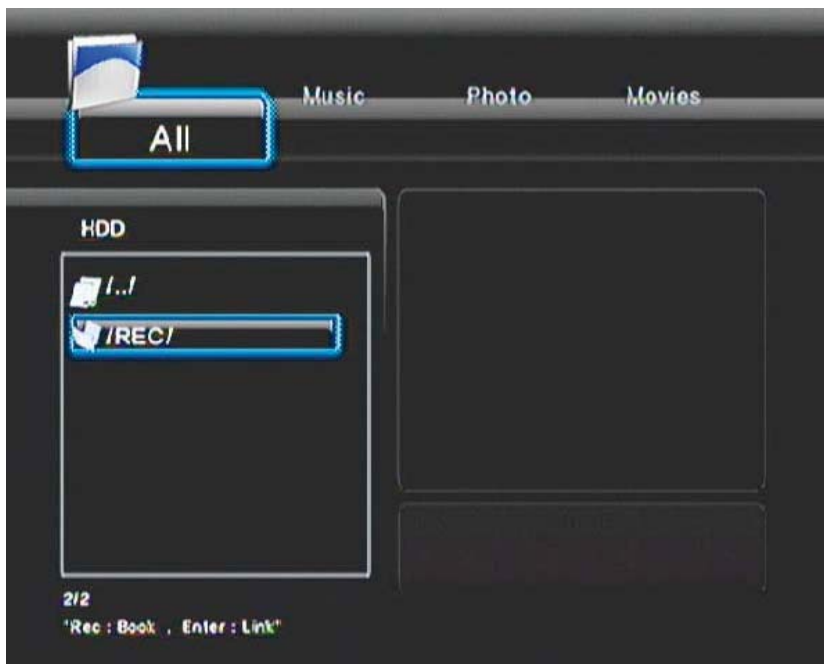 Music Photo Movies
All
HDD
/../
/REC/
2/2
"Rec : Book , Enter : Link"